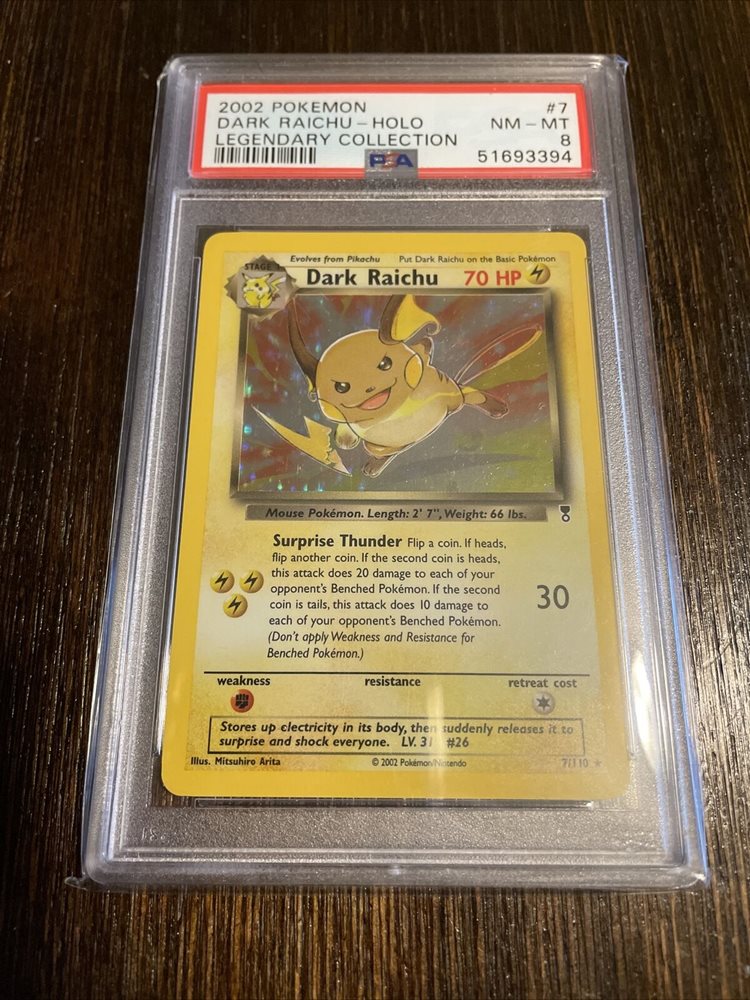 2002 POKEMON #7
DARK RAICHU - HOLO NM - MT
LEGENDARY COLLECTION 8
PSA 51693394
Evolves from Pikachu Put Dark Raichu on the Basic Pokémon
STAGE 1
Dark Raichu 70 HP
Mouse Pokémon. Length: 2' 7", Weight: 66 lbs.
Surprise Thunder Flip a coin. If heads,
flip another coin. If the second coin is heads,
this attack does 20 damage to each of your
opponent's Benched Pokémon. If the second
coin is tails, this attack does 10 damage to
each of your opponent's Benched Pokémon.
(Don't apply Weakness and Resistance for
Benched Pokémon.)
30
weakness resistance retreat cost
Stores up electricity in its body, then suddenly releases it to
surprise and shock everyone. LV. 31 #26
Illus. Mitsuhiro Arita © 2002 Pokémon/Nintendo 7/110 ★